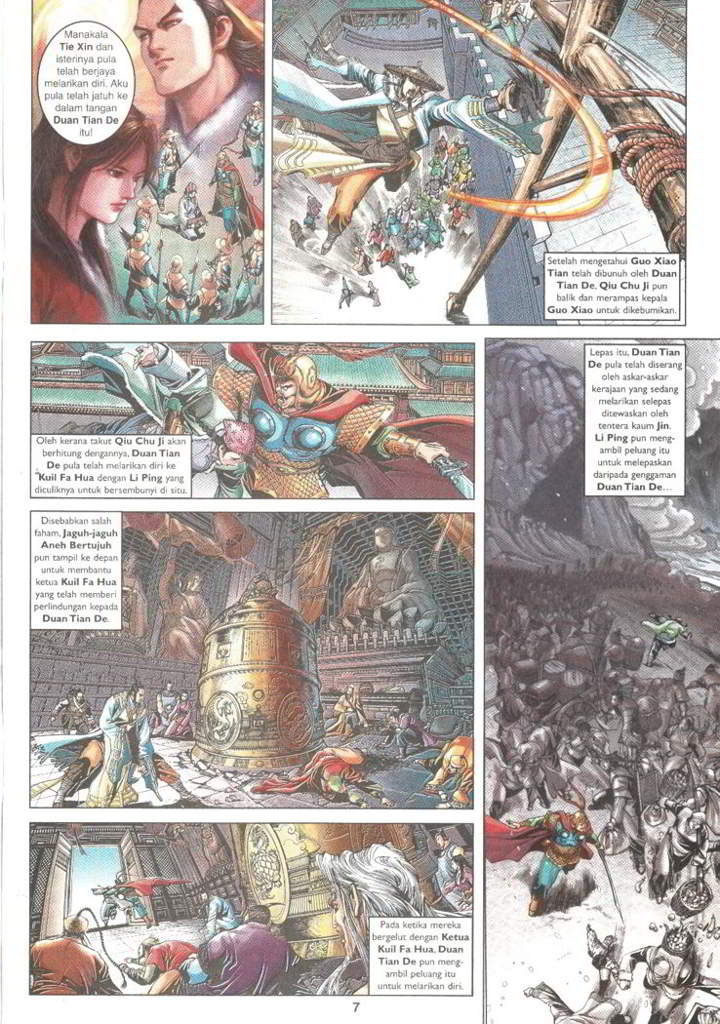 Manakala
Tie Xin dan
isterinya pula
telah berjaya
melarikan diri. Aku
pula telah jatuh ke
dalam tangan
Duan Tian De
itu!
Setelah mengetahui Guo Xiao
Tian telah dibunuh oleh Duan
Tian De, Qiu Chu Ji pun
balik dan merampas kepala
Guo Xiao untuk dikebumikan.
Oleh kerana takut Qiu Chu Ji akan
berhitung dengannya, Duan Tian
De pula telah melarikan diri ke
Kuil Fa Hua dengan Li Ping yang
diculiknya untuk bersembunyi di situ.
Lepas itu, Duan Tian
De pula telah diserang
oleh askar-askar
kerajaan yang sedang
melarikan selepas
ditewaskan oleh
tentera kaum Jin.
Li Ping pun meng-
ambil peluang itu
untuk melepaskan
daripada genggaman
Duan Tian De...
Disebabkan salah
faham, Jaguh-jaguh
Aneh Bertujuh
pun tampil ke depan
untuk membantu
ketua Kuil Fa Hua
yang telah memberi
perlindungan kepada
Duan Tian De.
Pada ketika mereka
bergelut dengan Ketua
Kuil Fa Hua, Duan
Tian De pun meng-
ambil peluang itu
untuk melarikan diri.
7